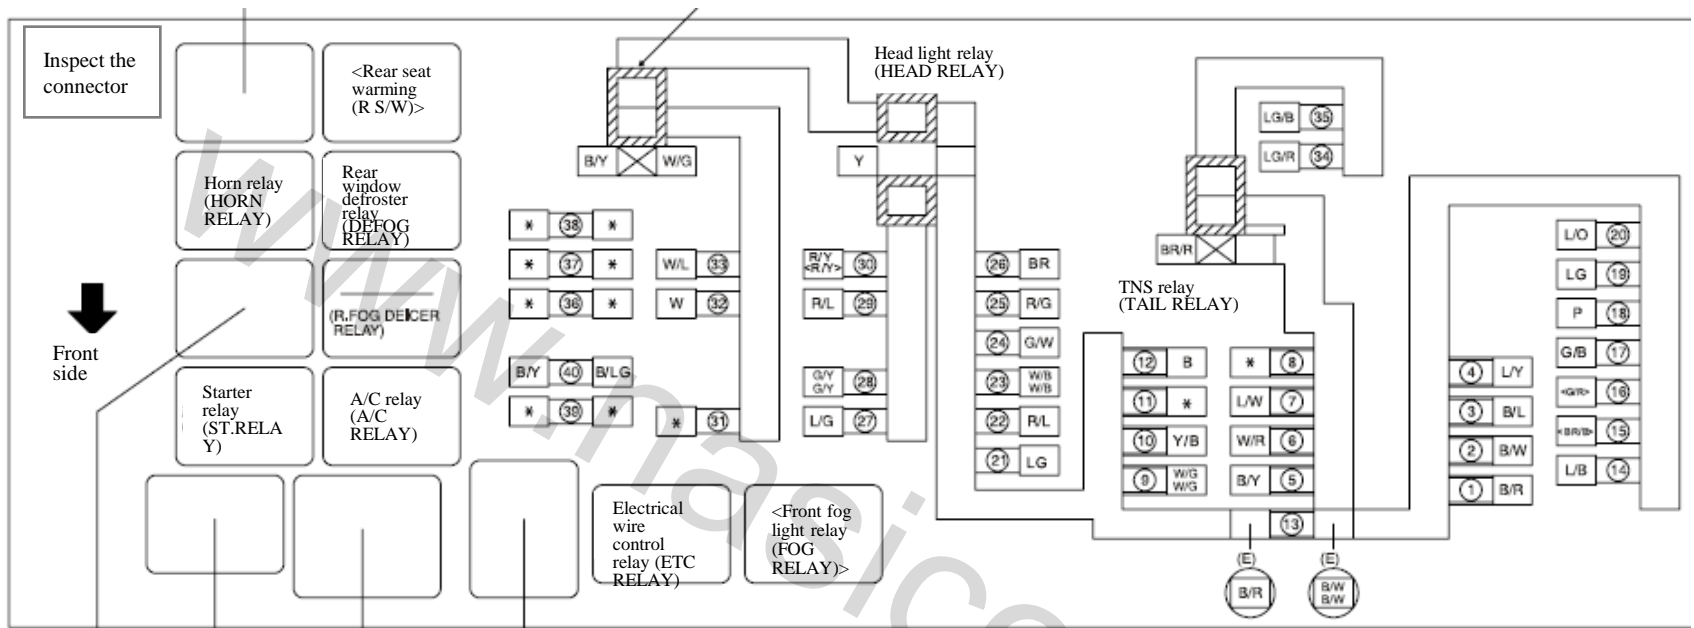 Inspect the
connector
<Rear seat
warming
(R S/W)>
Horn relay
(HORN
RELAY)
Rear
window
defroster
relay
(DEFOG
RELAY)
(R.FOG DEICER
RELAY)
Front
side
Starter
relay
(ST.RELA
Y)
A/C relay
(A/C
RELAY)
Electrical
wire
control
relay (ETC
RELAY)
<Front fog
light relay
(FOG
RELAY)>
B/Y W/G
* 38 *
* 37 *
* 36 *
B/Y 40 B/LG
* 39 *
W/L 33
W 32
* 31
Head light relay
(HEAD RELAY)
Y
R/Y
<R/Y> 30
R/L 29
G/Y
G/Y 28
L/G 27
26 BR
25 R/G
24 G/W
23 W/B
W/B
22 R/L
21 LG
LG/B 35
LG/R 34
BR/R
TNS relay
(TAIL RELAY)
12 B
11 *
10 Y/B
9 W/G
W/G
* 8
L/W 7
W/R 6
B/Y 5
13
(E)
B/R
(E)
B/W
B/W
4 L/Y
3 B/L
2 B/W
1 B/R
L/O 20
LG 19
P 18
G/B 17
<G/R> 16
<BR/B> 15
L/B 14
www.nasico